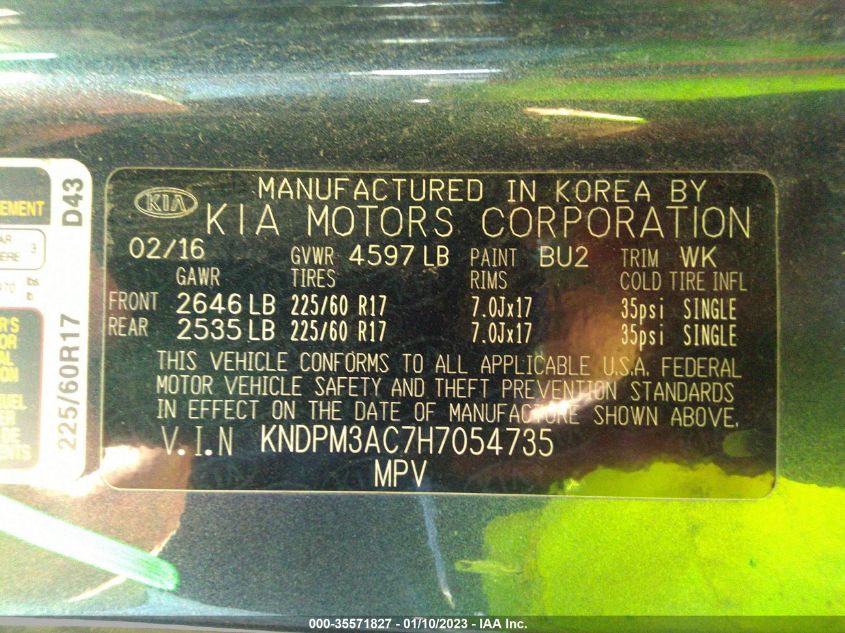 EMENT
D43
225/60R17
KIA
MANUFACTURED IN KOREA BY
KIA MOTORS CORPORATION
02/16 GVWR 4597 LB PAINT BU2 TRIM WK
GAWR TIRES RIMS COLD TIRE INFL
FRONT 2646 LB 225/60 R17 7.0Jx17 35psi SINGLE
REAR 2535 LB 225/60 R17 7.0Jx17 35psi SINGLE
THIS VEHICLE CONFORMS TO ALL APPLICABLE U.S.A. FEDERAL
MOTOR VEHICLE SAFETY AND THEFT PREVENTION STANDARDS
IN EFFECT ON THE DATE OF MANUFACTURE SHOWN ABOVE.
V.I.N KNDPM3AC7H7054735
MPV
000-35571827 - 01/10/2023 - IAA Inc.